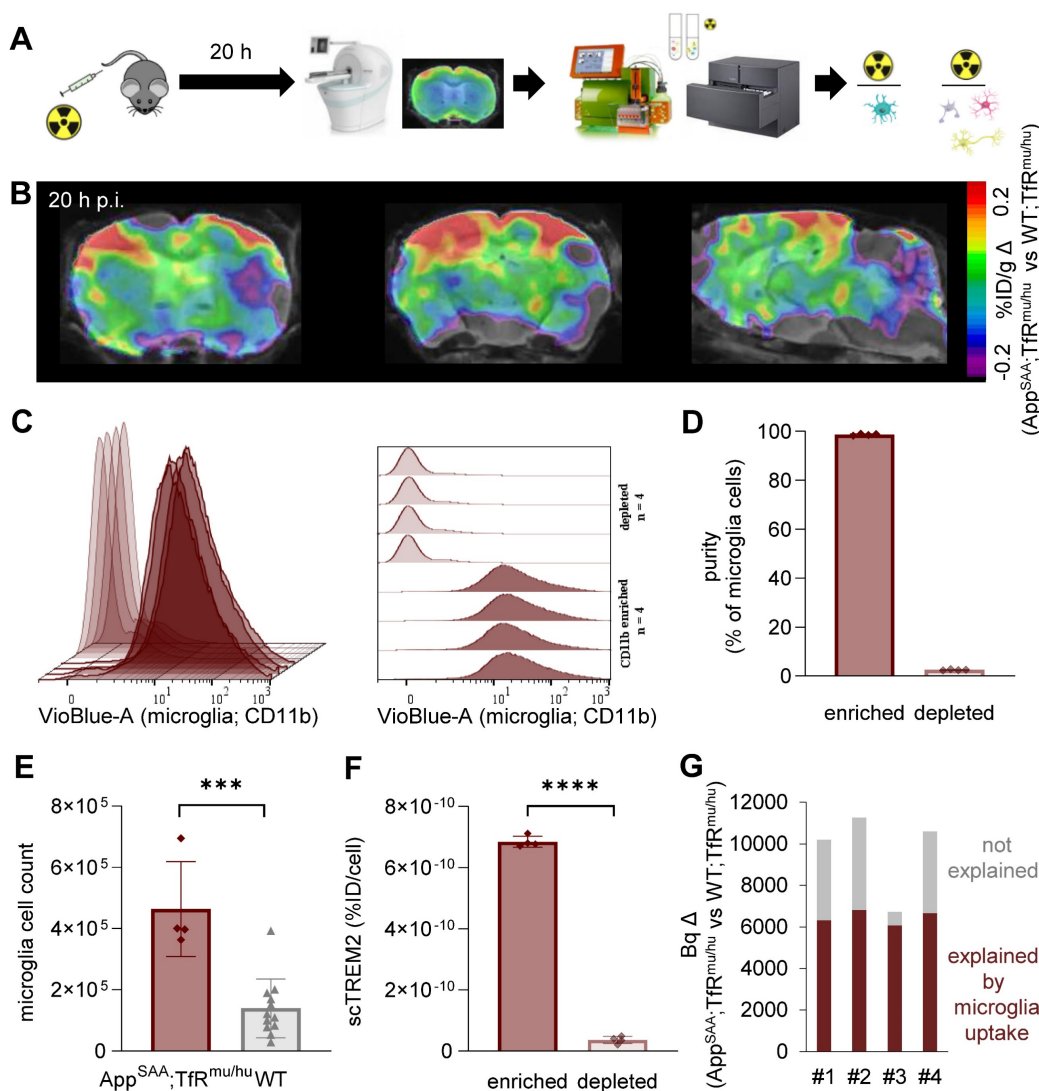 A
20 h
B
20 h p.i.
0.2
%ID/g Δ
-0.2
(App^SAA;TfR^mu/hu vs WT;TfR^mu/hu)
C
0
10^1
10^2
10^3
VioBlue-A (microglia; CD11b)
depleted
n = 4
CD11b enriched
n = 4
0
10^1
10^2
10^3
VioBlue-A (microglia; CD11b)
D
purity
(% of microglia cells)
100
80
60
40
20
0
enriched depleted
E
***
microglia cell count
8×10^5
6×10^5
4×10^5
2×10^5
0
App^SAA;TfR^mu/hu WT
F
****
scTREM2 (%ID/cell)
8×10^-10
6×10^-10
4×10^-10
2×10^-10
0
enriched depleted
G
Bq Δ
(App^SAA;TfR^mu/hu vs WT;TfR^mu/hu)
12000
10000
8000
6000
4000
2000
0
#1 #2 #3 #4
not
explained
explained
by
microglia
uptake